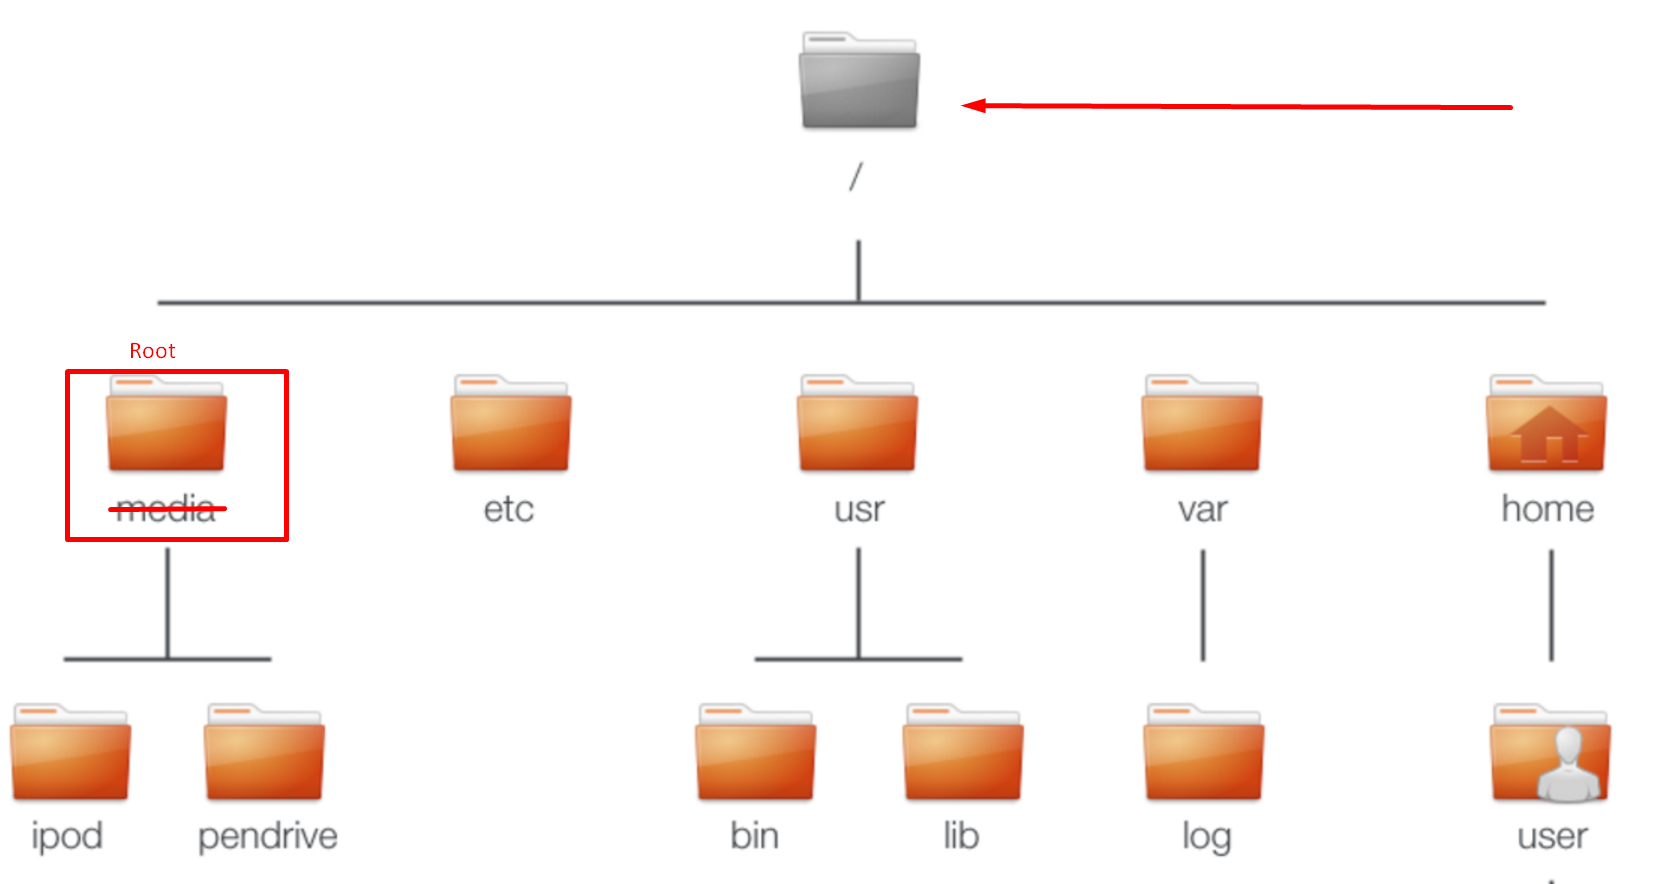 /
Root
media
etc
usr
var
home
ipod
pendrive
bin
lib
log
user